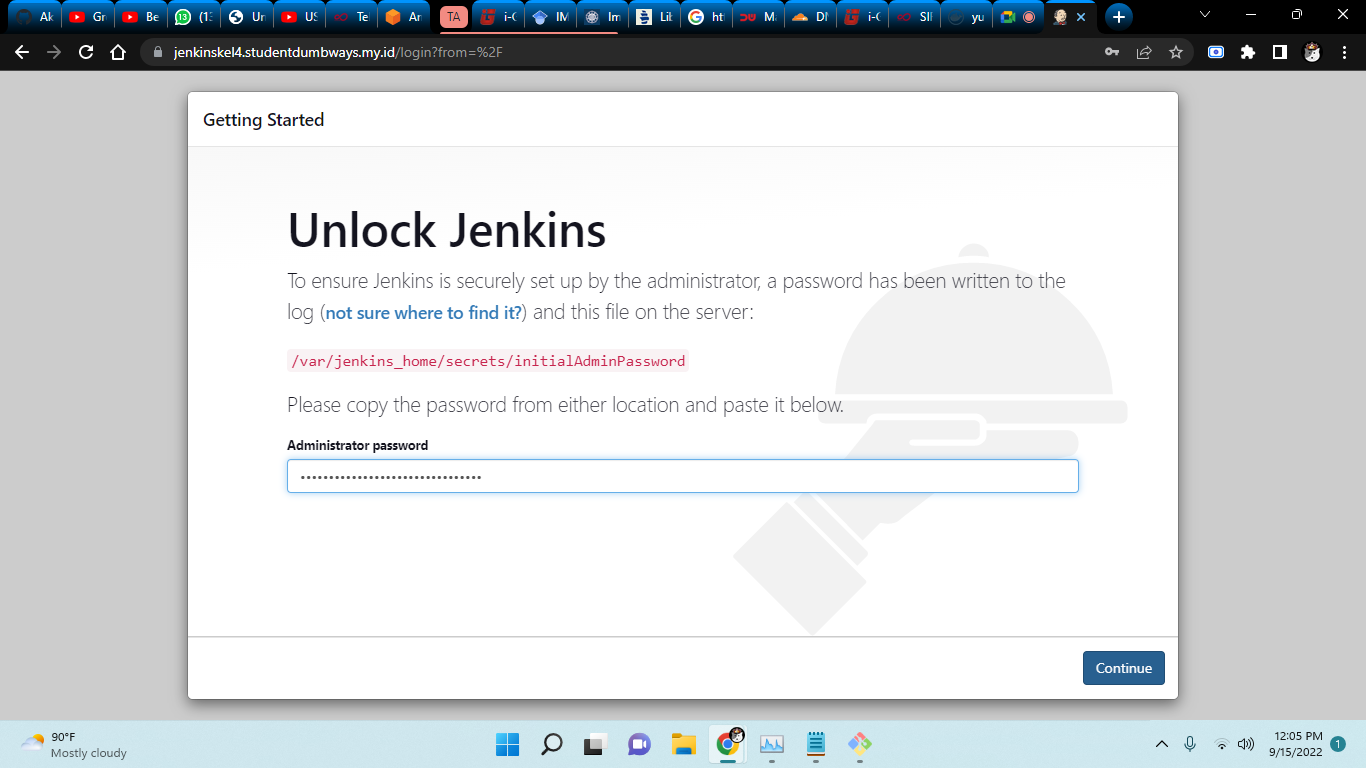 Ak
Gr
Be
(1:
Ur
US
Te
Ar
TA
i-C
IM
Im
Lil
ht
M
DI
i-C
SII
yu
jenkinskel4.studentdumbways.my.id/login?from=%2F
Getting Started
Unlock Jenkins
To ensure Jenkins is securely set up by the administrator, a password has been written to the
log (not sure where to find it?) and this file on the server:
/var/jenkins_home/secrets/initialAdminPassword
Please copy the password from either location and paste it below.
Administrator password
Continue
90°F
Mostly cloudy
12:05 PM
9/15/2022
1